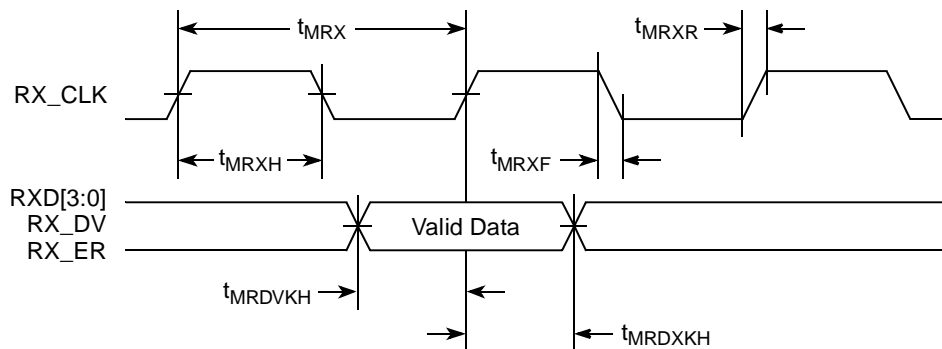 tMRX
tMRXR
RX_CLK
tMRXH
tMRXF
RXD[3:0]
RX_DV
RX_ER
Valid Data
tMRDVKH
tMRDXKH